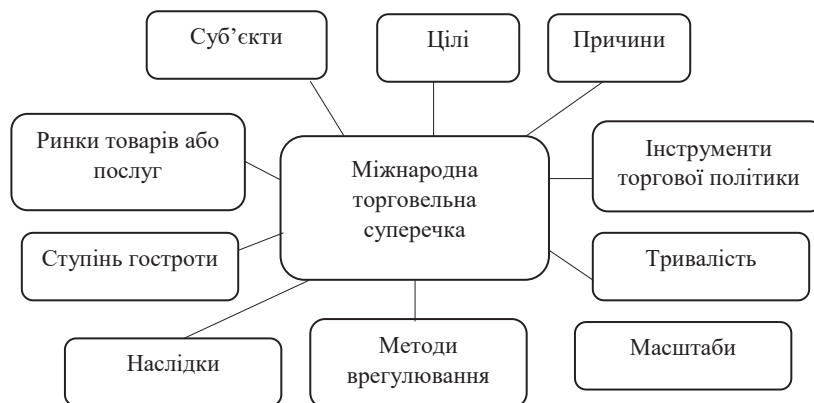 Суб’єкти
Цілі
Причини
Ринки товарів або
послуг
Міжнародна
торговельна
суперечка
Інструменти
торгової політики
Ступінь гостроти
Тривалість
Наслідки
Методи
врегулювання
Масштаби